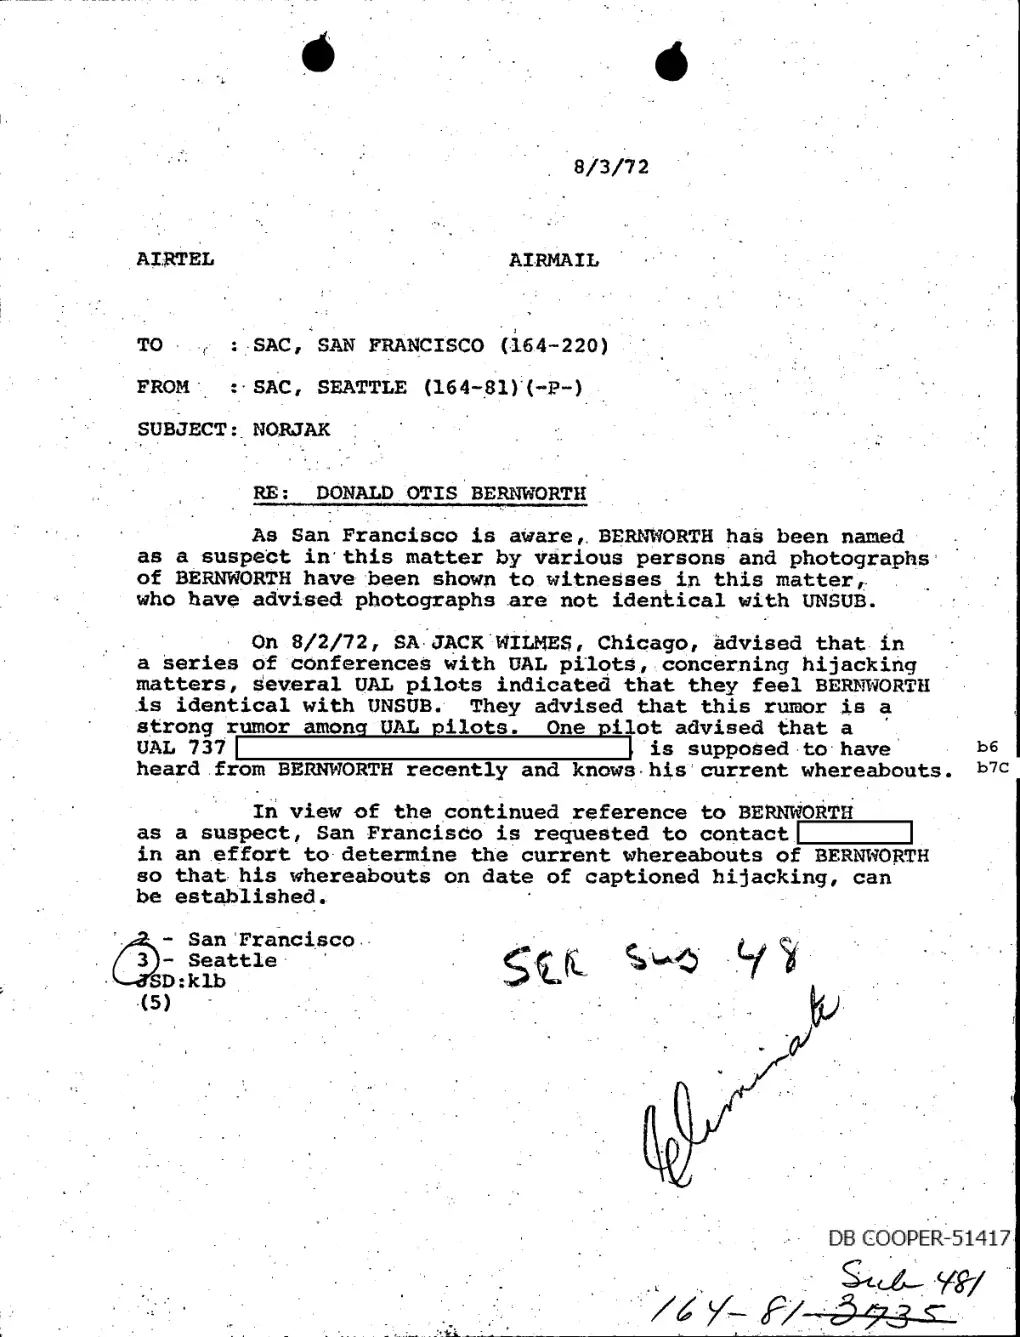 8/3/72
AIRTEL AIRMAIL
TO : SAC, SAN FRANCISCO (164-220)
FROM : SAC, SEATTLE (164-81)(-P-)
SUBJECT: NORJAK
RE: DONALD OTIS BERNWORTH
As San Francisco is aware, BERNWORTH has been named
as a suspect in this matter by various persons and photographs
of BERNWORTH have been shown to witnesses in this matter,
who have advised photographs are not identical with UNSUB.
On 8/2/72, SA JACK WILMES, Chicago, advised that in
a series of conferences with UAL pilots, concerning hijacking
matters, several UAL pilots indicated that they feel BERNWORTH
is identical with UNSUB. They advised that this rumor is a
strong rumor among UAL pilots. One pilot advised that a
UAL 737 is supposed to have b6
heard from BERNWORTH recently and knows his current whereabouts. b7C
In view of the continued reference to BERNWORTH
as a suspect, San Francisco is requested to contact
in an effort to determine the current whereabouts of BERNWORTH
so that his whereabouts on date of captioned hijacking, can
be established.
2 - San Francisco
3 - Seattle
JSD:klb
(5)
SER SUB 48
Eliminate
DB COOPER-51417
Sub 481
164-81-3735